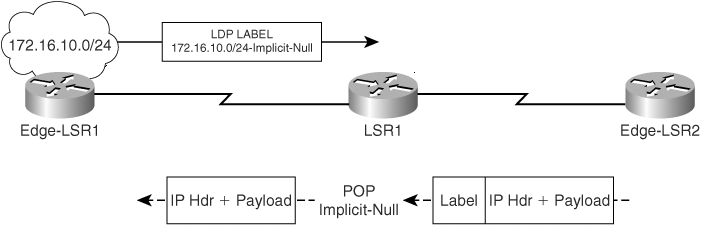 LDP LABEL
172.16.10.0/24-Implicit-Null
172.16.10.0/24
Edge-LSR1
LSR1
Edge-LSR2
IP Hdr + Payload
POP
Implicit-Null
Label
IP Hdr + Payload